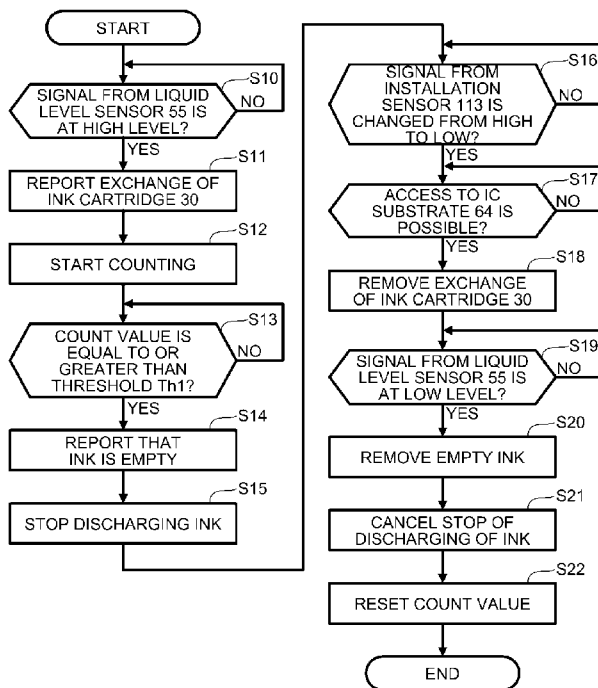 START
S10
SIGNAL FROM LIQUID
LEVEL SENSOR 55 IS
AT HIGH LEVEL?
NO
YES
S11
REPORT EXCHANGE OF
INK CARTRIDGE 30
S12
START COUNTING
S13
COUNT VALUE IS
EQUAL TO OR
GREATER THAN
THRESHOLD Th1?
NO
YES
S14
REPORT THAT
INK IS EMPTY
S15
STOP DISCHARGING INK
S16
SIGNAL FROM
INSTALLATION
SENSOR 113 IS
CHANGED FROM HIGH
TO LOW?
NO
YES
S17
ACCESS TO IC
SUBSTRATE 64 IS
POSSIBLE?
NO
YES
S18
REMOVE EXCHANGE
OF INK CARTRIDGE 30
S19
SIGNAL FROM LIQUID
LEVEL SENSOR 55 IS
AT LOW LEVEL?
NO
YES
S20
REMOVE EMPTY INK
S21
CANCEL STOP OF
DISCHARGING OF INK
S22
RESET COUNT VALUE
END